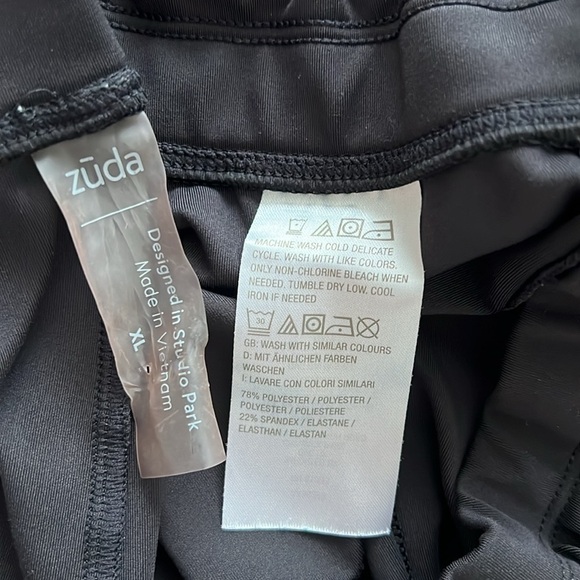 zūda
Designed in Studio Park
Made in Vietnam
XL
MACHINE WASH COLD DELICATE
CYCLE. WASH WITH LIKE COLORS.
ONLY NON-CHLORINE BLEACH WHEN
NEEDED. TUMBLE DRY LOW. COOL
IRON IF NEEDED
30
GB: WASH WITH SIMILAR COLOURS
D: MIT ÄHNLICHEN FARBEN
WASCHEN
I: LAVARE CON COLORI SIMILARI
78% POLYESTER / POLYESTER /
POLYESTER / POLIESTERE
22% SPANDEX / ELASTANE /
ELASTHAN / ELASTAN